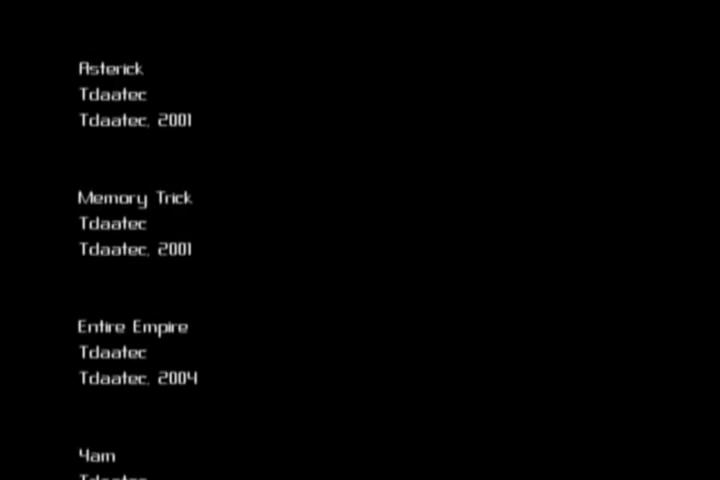 Asterick
Tdaatec
Tdaatec, 2001
Memory Trick
Tdaatec
Tdaatec, 2001
Entire Empire
Tdaatec
Tdaatec, 2004
4am